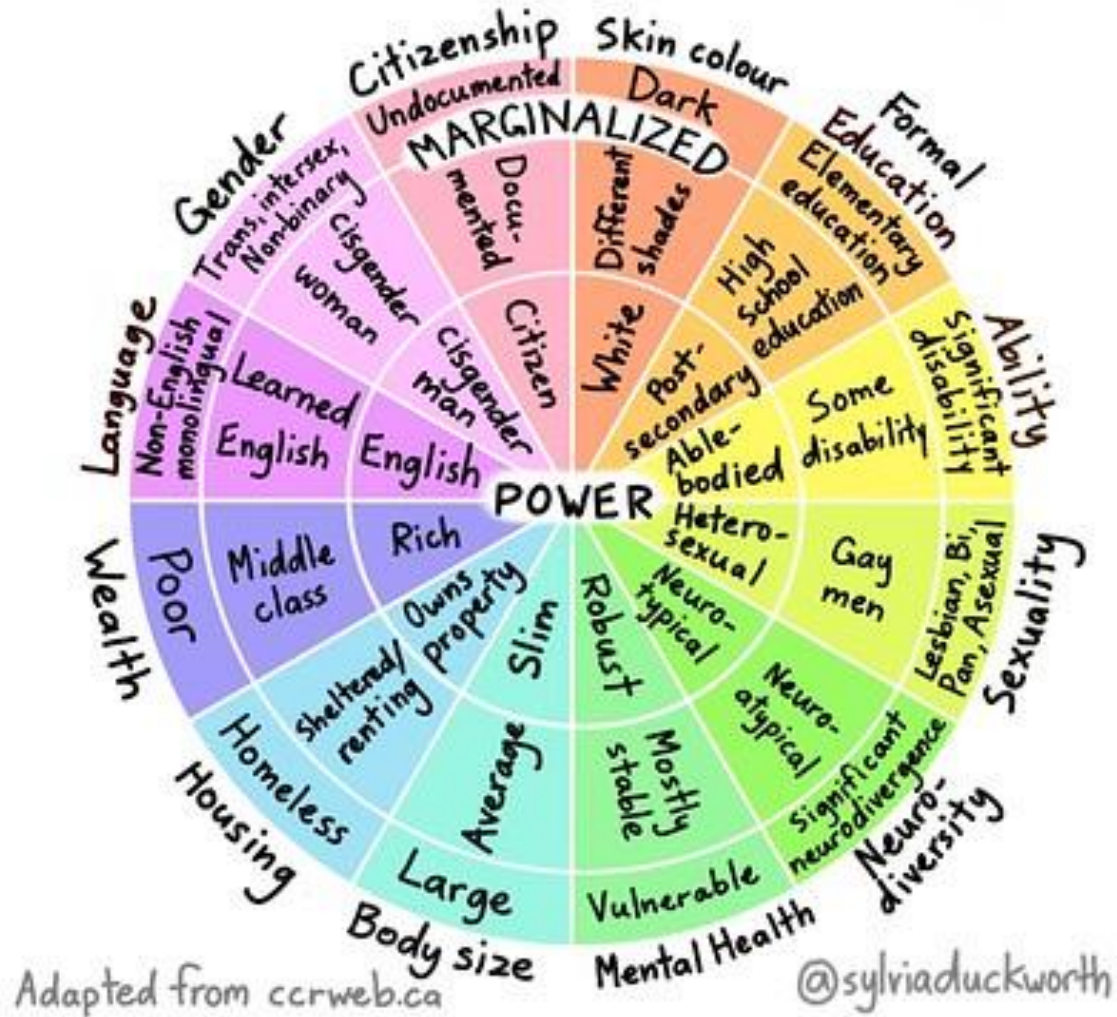 Citizenship
Undocumented
Docu-
mented
Citizen
Skin colour
Dark
Different
shades
White
Formal
Education
Elementary
education
High
school
education
Post-
secondary
Ability
Significant
disability
Some
disability
Able-
bodied
Sexuality
Lesbian, Bi,
Pan, Asexual
Gay
men
Hetero-
sexual
Neuro-
diversity
Significant
neurodivergence
Neuro-
atypical
Neuro-
typical
Mental Health
Vulnerable
Mostly
stable
Robust
Body size
Large
Average
Slim
Housing
Homeless
Sheltered/
renting
Owns
property
Wealth
Poor
Middle
class
Rich
Language
Non-English
monolingual
Learned
English
English
Gender
Trans, intersex,
Non-binary
Cisgender
woman
Cisgender
man
MARGINALIZED
POWER
Adapted from ccrweb.ca
@sylviaduckworth